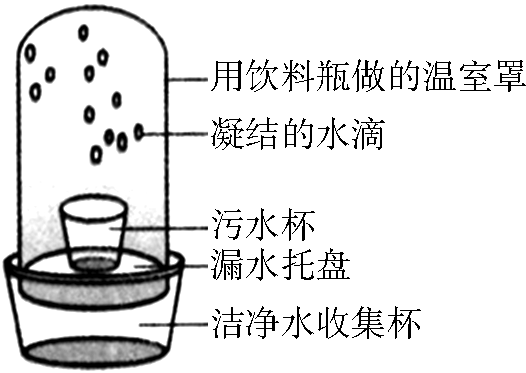 用饮料瓶做的温室罩
凝结的水滴
污水杯
漏水托盘
洁净水收集杯